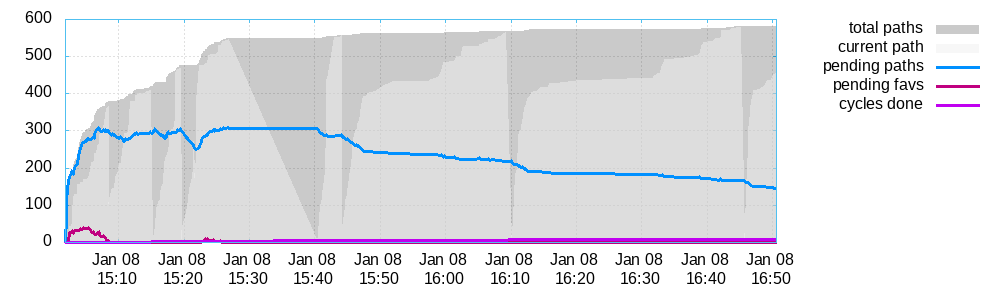 600
500
400
300
200
100
0
total paths
current path
pending paths
pending favs
cycles done
Jan 08 Jan 08 Jan 08 Jan 08 Jan 08 Jan 08 Jan 08 Jan 08 Jan 08 Jan 08 Jan 08
15:10 15:20 15:30 15:40 15:50 16:00 16:10 16:20 16:30 16:40 16:50